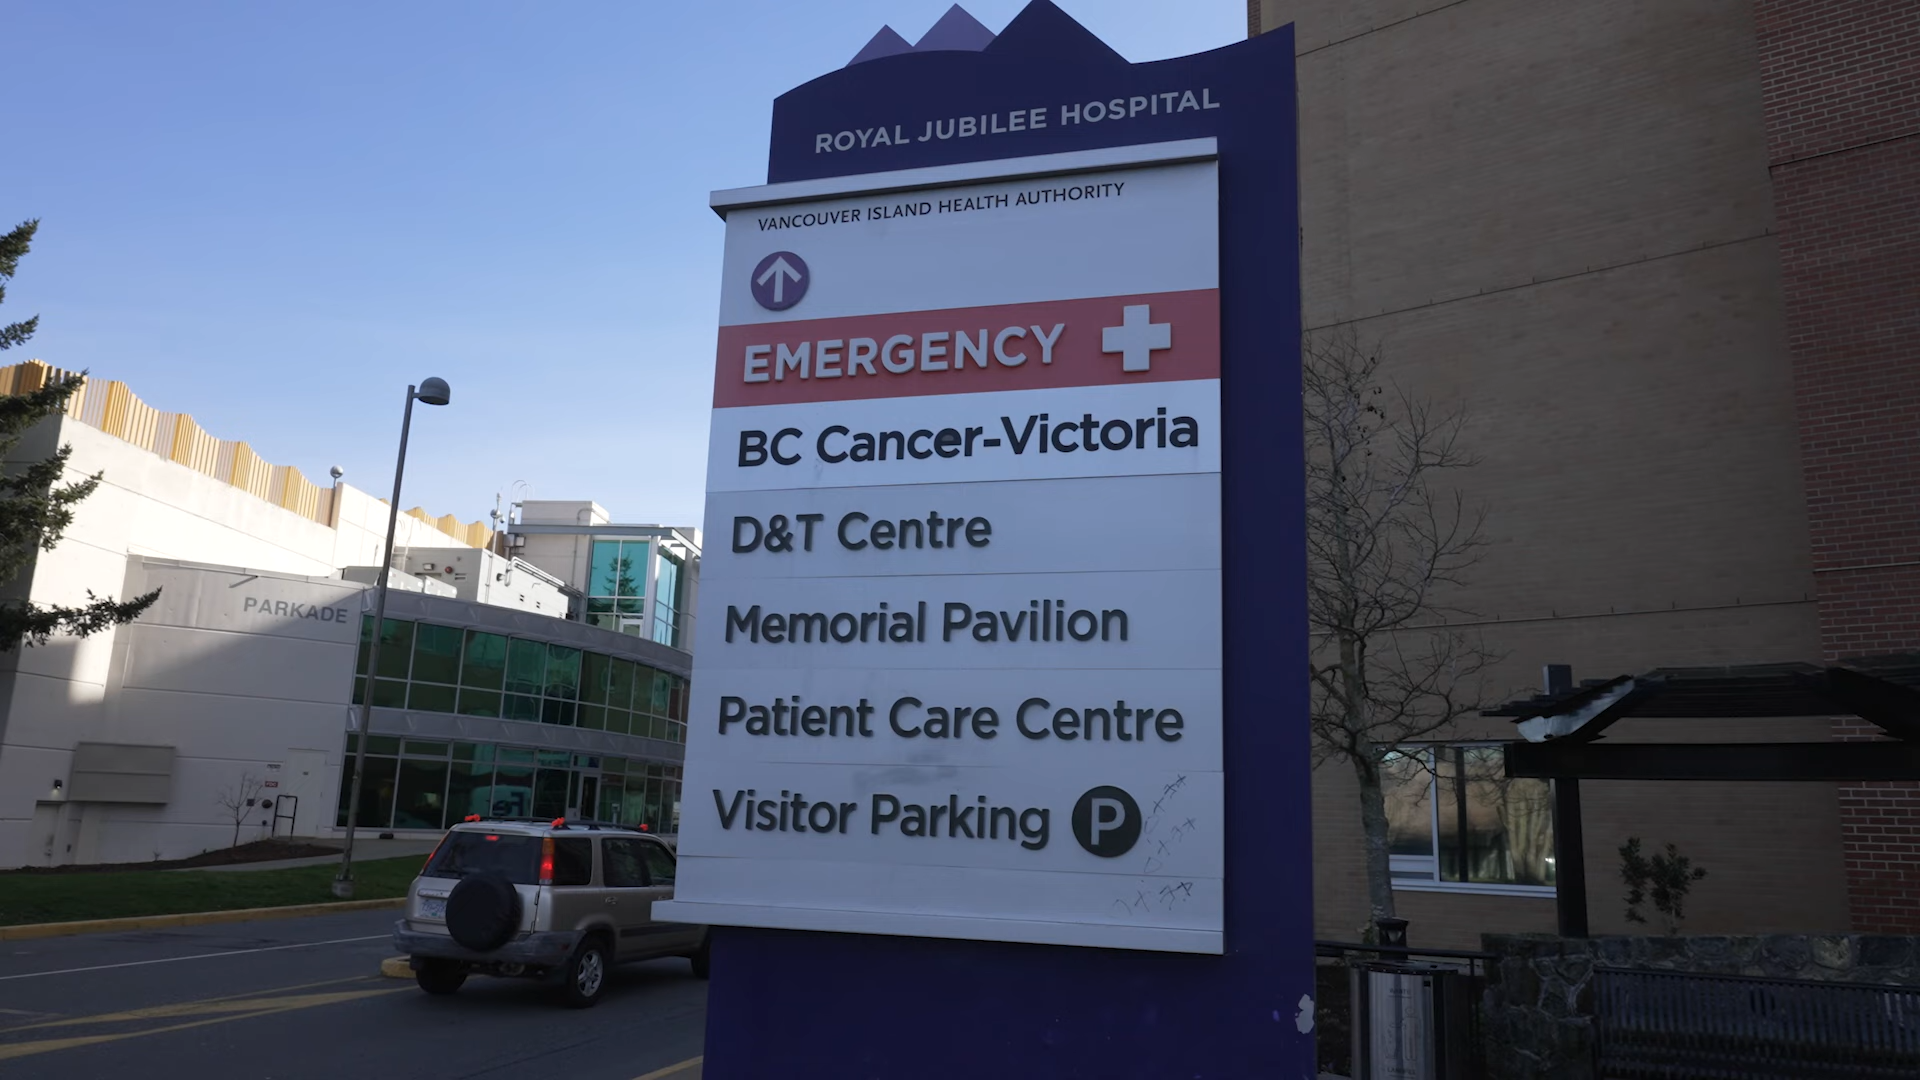 ROYAL JUBILEE HOSPITAL
VANCOUVER ISLAND HEALTH AUTHORITY
EMERGENCY
BC Cancer-Victoria
D&T Centre
Memorial Pavilion
Patient Care Centre
Visitor Parking P
PARKADE